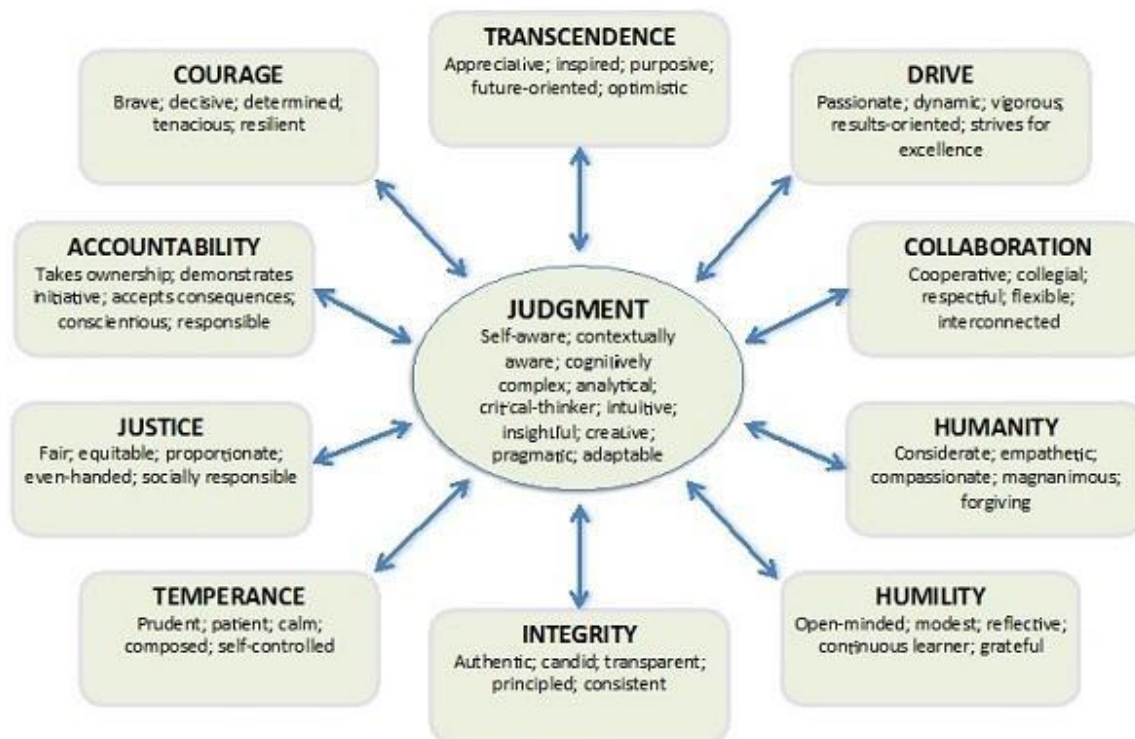 TRANSCENDENCE
Appreciative; inspired; purposive;
future-oriented; optimistic
COURAGE
Brave; decisive; determined;
tenacious; resilient
DRIVE
Passionate; dynamic; vigorous;
results-oriented; strives for
excellence
ACCOUNTABILITY
Takes ownership; demonstrates
initiative; accepts consequences;
conscientious; responsible
COLLABORATION
Cooperative; collegial;
respectful; flexible;
interconnected
JUDGMENT
Self-aware; contextually
aware; cognitively
complex; analytical;
critical-thinker; intuitive;
insightful; creative;
pragmatic; adaptable
JUSTICE
Fair; equitable; proportionate;
even-handed; socially responsible
HUMANITY
Considerate; empathetic;
compassionate; magnanimous;
forgiving
TEMPERANCE
Prudent; patient; calm;
composed; self-controlled
INTEGRITY
Authentic; candid; transparent;
principled; consistent
HUMILITY
Open-minded; modest; reflective;
continuous learner; grateful